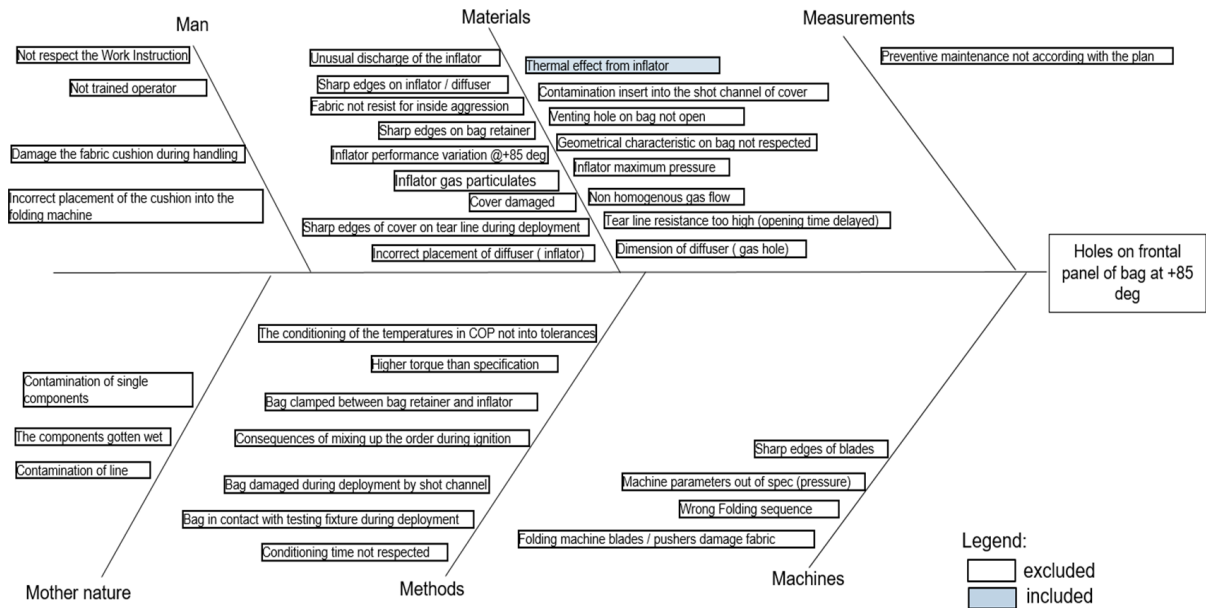 Man
Not respect the Work Instruction
Not trained operator
Damage the fabric cushion during handling
Incorrect placement of the cushion into the
folding machine
Materials
Unusual discharge of the inflator
Sharp edges on inflator / diffuser
Fabric not resist for inside aggression
Sharp edges on bag retainer
Inflator performance variation @+85 deg
Inflator gas particulates
Cover damaged
Sharp edges of cover on tear line during deployment
Incorrect placement of diffuser ( inflator)
Thermal effect from inflator
Contamination insert into the shot channel of cover
Venting hole on bag not open
Geometrical characteristic on bag not respected
Inflator maximum pressure
Non homogenous gas flow
Tear line resistance too high (opening time delayed)
Dimension of diffuser ( gas hole)
Measurements
Preventive maintenance not according with the plan
Holes on frontal
panel of bag at +85
deg
Contamination of single
components
The components gotten wet
Contamination of line
Mother nature
The conditioning of the temperatures in COP not into tolerances
Higher torque than specification
Bag clamped between bag retainer and inflator
Consequences of mixing up the order during ignition
Bag damaged during deployment by shot channel
Bag in contact with testing fixture during deployment
Conditioning time not respected
Methods
Sharp edges of blades
Machine parameters out of spec (pressure)
Wrong Folding sequence
Folding machine blades / pushers damage fabric
Machines
Legend:
excluded
included